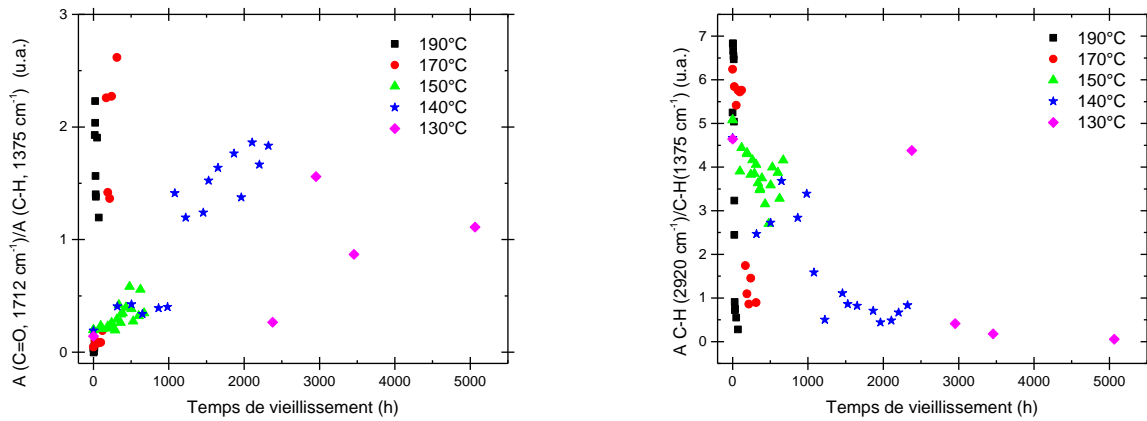 A (C=O, 1712 cm⁻¹)/A (C-H, 1375 cm⁻¹) (u.a.)
3
2
1
0
0
1000
2000
3000
4000
5000
Temps de vieillissement (h)
190°C
170°C
150°C
140°C
130°C
A C-H (2920 cm⁻¹)/C-H(1375 cm⁻¹) (u.a.)
7
6
5
4
3
2
1
0
0
1000
2000
3000
4000
5000
Temps de vieillissement (h)
190°C
170°C
150°C
140°C
130°C